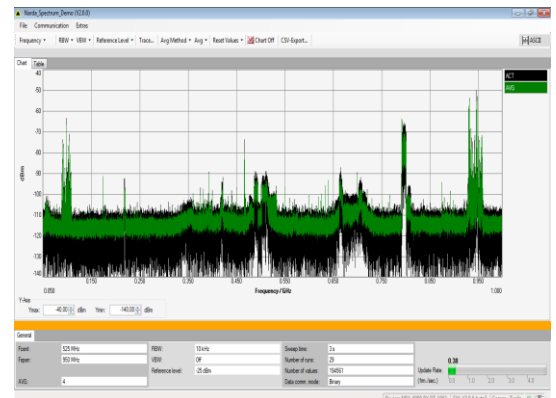 Narda_Spectrum_Demo (V2.0.0)
File Communication Extras
Frequency RBW VBW Reference Level Trace... Avg Method Avg Reset Values Chart Off CSV-Export... ASCII
Chart Table
ACT
AVG
40
-50
-60
-70
-80
-90
-100
-110
-120
-130
-140
dBm
0.150 0.250 0.350 0.450 0.550 0.650 0.750 0.850 0.950
0.050 Frequency/GHz 1.000
Y-Axis
Ymax: -40,00 dBm Ymin: -140,00 dBm
General
Fcent: 525 MHz RBW: 10 kHz Sweep time: 3 s
Fspan: 950 MHz VBW: Off Number of runs: 25
Reference level: -25 dBm Number of values: 194561 Update Rate: 0.38
AVG: 4 Data comm. mode: Binary (1/m. /sec.) 0.0 1.0 2.0 3.0 4.0